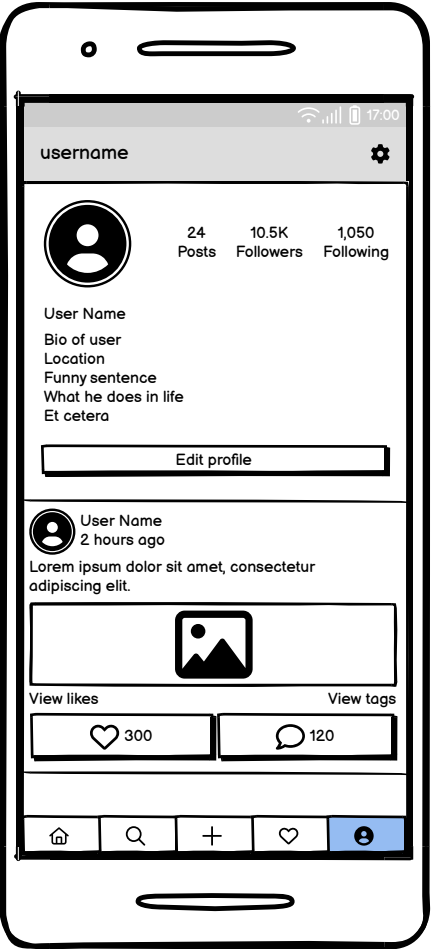 17:00
username
24 10.5K 1,050
Posts Followers Following
User Name
Bio of user
Location
Funny sentence
What he does in life
Et cetera
Edit profile
User Name
2 hours ago
Lorem ipsum dolor sit amet, consectetur
adipiscing elit.
View likes View tags
300 120